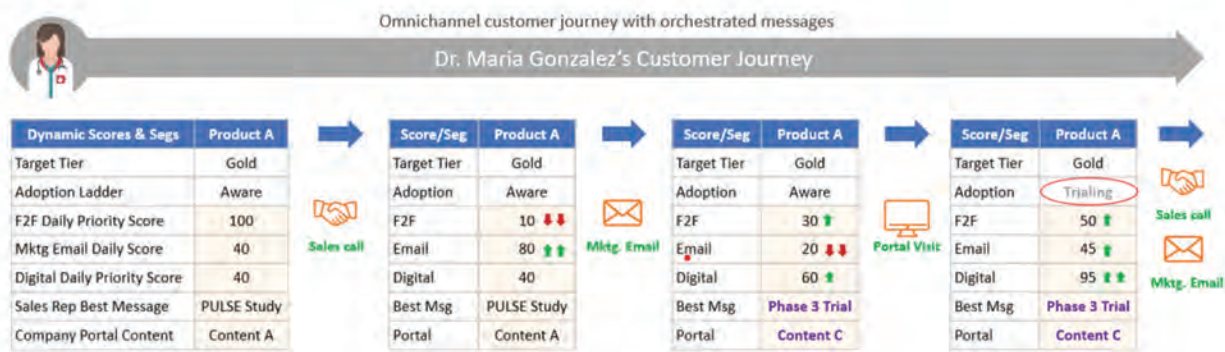 Omnichannel customer journey with orchestrated messages
Dr. Maria Gonzalez's Customer Journey
Dynamic Scores & Segs Product A
Target Tier Gold
Adoption Ladder Aware
F2F Daily Priority Score 100
Mktg Email Daily Score 40
Digital Daily Priority Score 40
Sales Rep Best Message PULSE Study
Company Portal Content Content A
Sales call
Score/Seg Product A
Target Tier Gold
Adoption Aware
F2F 10
Email 80
Digital 40
Best Msg PULSE Study
Portal Content A
Mktg. Email
Score/Seg Product A
Target Tier Gold
Adoption Aware
F2F 30
Email 20
Digital 60
Best Msg Phase 3 Trial
Portal Content C
Portal Visit
Score/Seg Product A
Target Tier Gold
Adoption Trialing
F2F 50
Email 45
Digital 95
Best Msg Phase 3 Trial
Portal Content C
Sales call
Mktg. Email